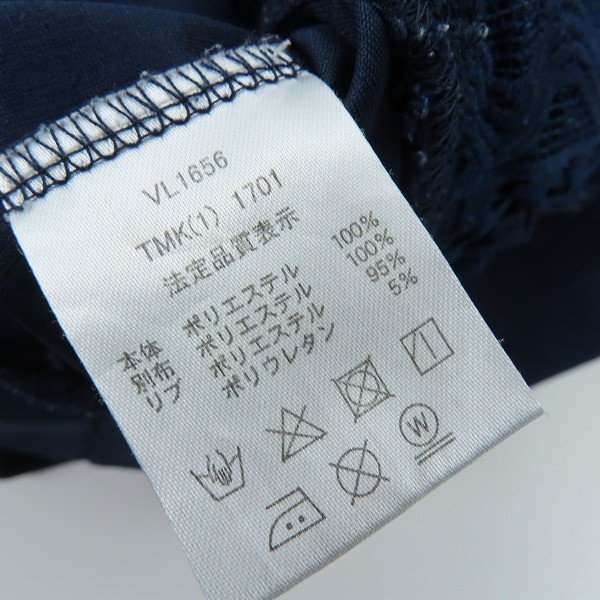 VL1656
TMK(1) 1701
法定品質表示
本体 ポリエステル 100%
別布 ポリエステル 100%
リブ ポリエステル 95%
ポリウレタン 5%
W